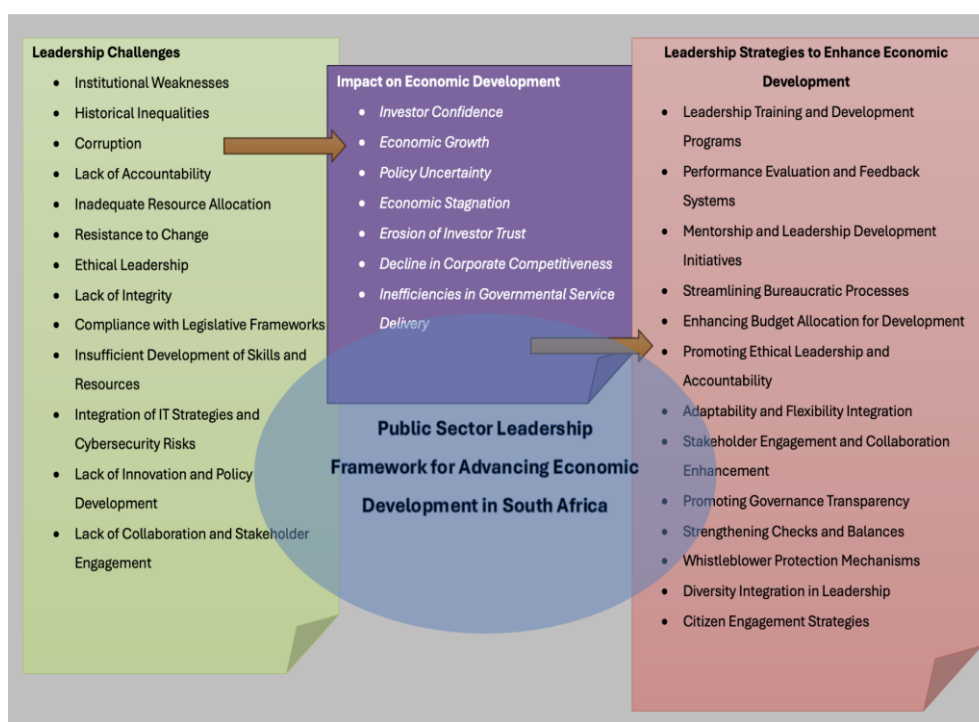 Leadership Challenges
• Institutional Weaknesses
• Historical Inequalities
• Corruption
• Lack of Accountability
• Inadequate Resource Allocation
• Resistance to Change
• Ethical Leadership
• Lack of Integrity
• Compliance with Legislative Frameworks
• Insufficient Development of Skills and
Resources
• Integration of IT Strategies and
Cybersecurity Risks
• Lack of Innovation and Policy
Development
• Lack of Collaboration and Stakeholder
Engagement
Impact on Economic Development
• Investor Confidence
• Economic Growth
• Policy Uncertainty
• Economic Stagnation
• Erosion of Investor Trust
• Decline in Corporate Competitiveness
• Inefficiencies in Governmental Service
Delivery
Public Sector Leadership
Framework for Advancing Economic
Development in South Africa
Leadership Strategies to Enhance Economic
Development
• Leadership Training and Development
Programs
• Performance Evaluation and Feedback
Systems
• Mentorship and Leadership Development
Initiatives
• Streamlining Bureaucratic Processes
• Enhancing Budget Allocation for Development
• Promoting Ethical Leadership and
Accountability
• Adaptability and Flexibility Integration
• Stakeholder Engagement and Collaboration
Enhancement
• Promoting Governance Transparency
• Strengthening Checks and Balances
• Whistleblower Protection Mechanisms
• Diversity Integration in Leadership
• Citizen Engagement Strategies